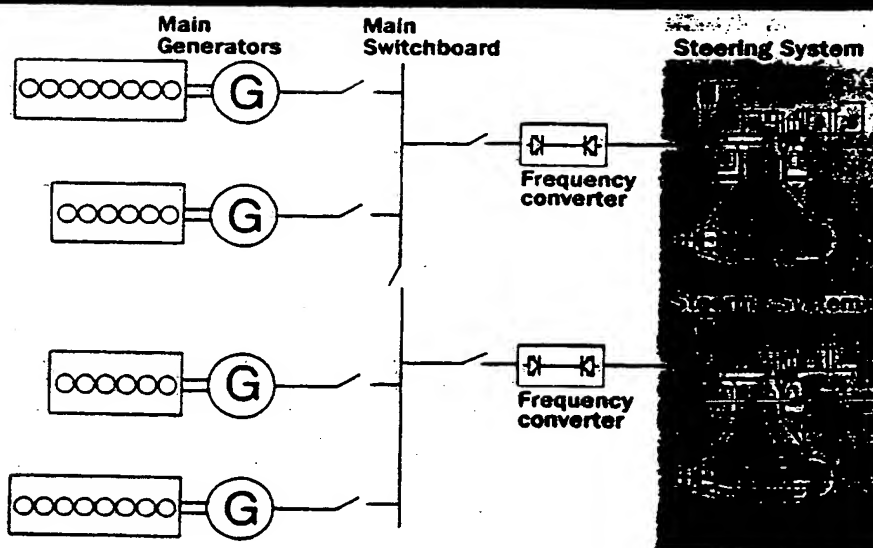 Main
Generators
Main
Switchboard
Steering System
G
Frequency
converter
G
Steering System
G
Frequency
converter
G